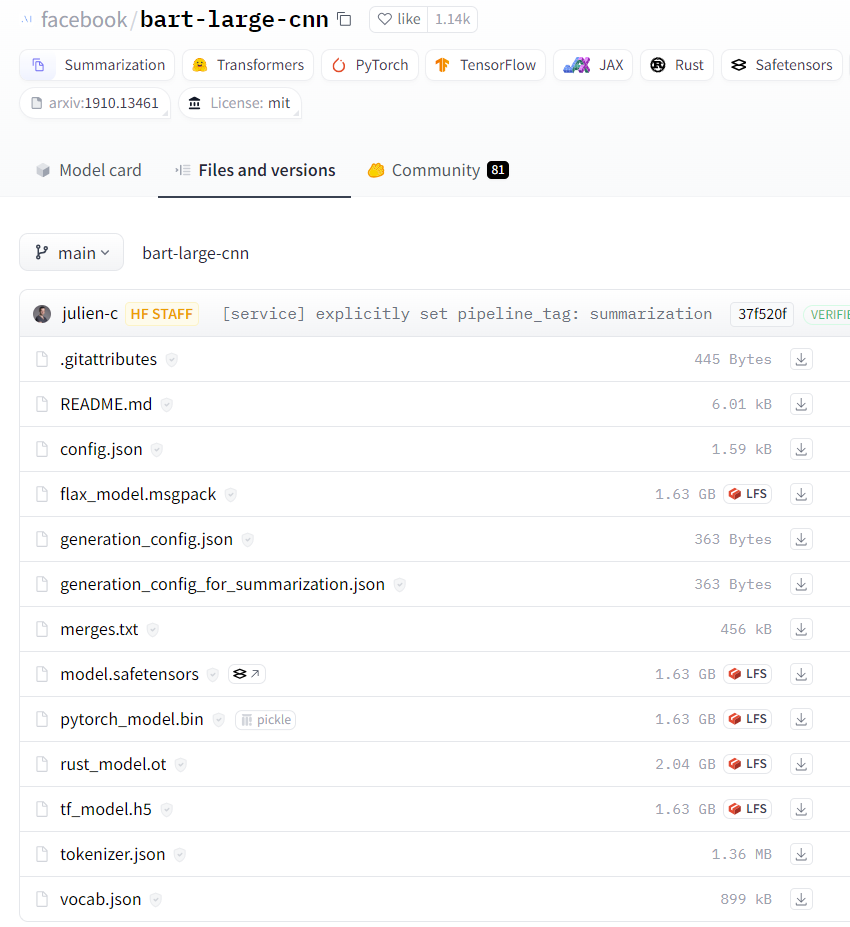 facebook/bart-large-cnn like 1.14k
Summarization Transformers PyTorch TensorFlow JAX Rust Safetensors
arxiv:1910.13461 License: mit
Model card Files and versions Community 81
main bart-large-cnn
julien-c HF STAFF [service] explicitly set pipeline_tag: summarization 37f520f
.gitattributes 445 Bytes
README.md 6.01 kB
config.json 1.59 kB
flax_model.msgpack 1.63 GB LFS
generation_config.json 363 Bytes
generation_config_for_summarization.json 363 Bytes
merges.txt 456 kB
model.safetensors 1.63 GB LFS
pytorch_model.bin pickle 1.63 GB LFS
rust_model.ot 2.04 GB LFS
tf_model.h5 1.63 GB LFS
tokenizer.json 1.36 MB
vocab.json 899 kB